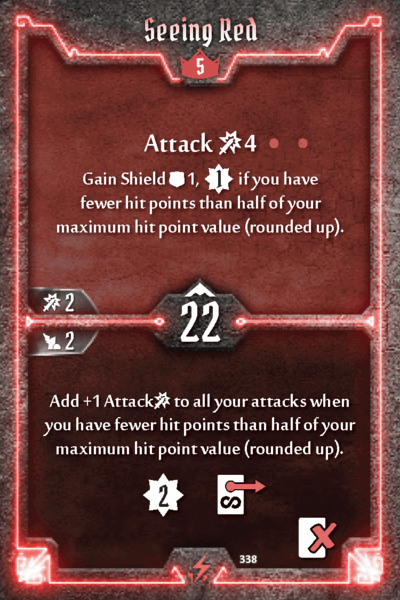 Seeing Red
5
Attack 4
Gain Shield 1, 1 if you have
fewer hit points than half of your
maximum hit point value (rounded up).
2
22
2
Add +1 Attack to all your attacks when
you have fewer hit points than half of your
maximum hit point value (rounded up).
2 S
338